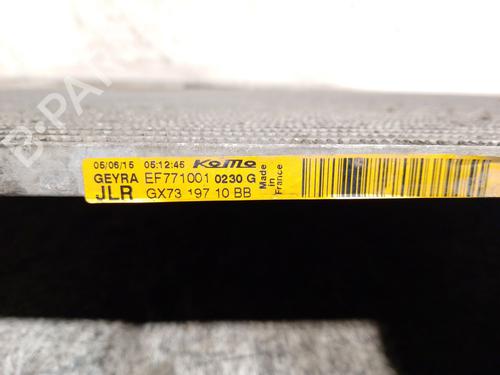 05/06/15 05:12:45 Komo
GEYRA EF771001 0230 G
JLR GX73 197 10 BB
Made in France
B-PA